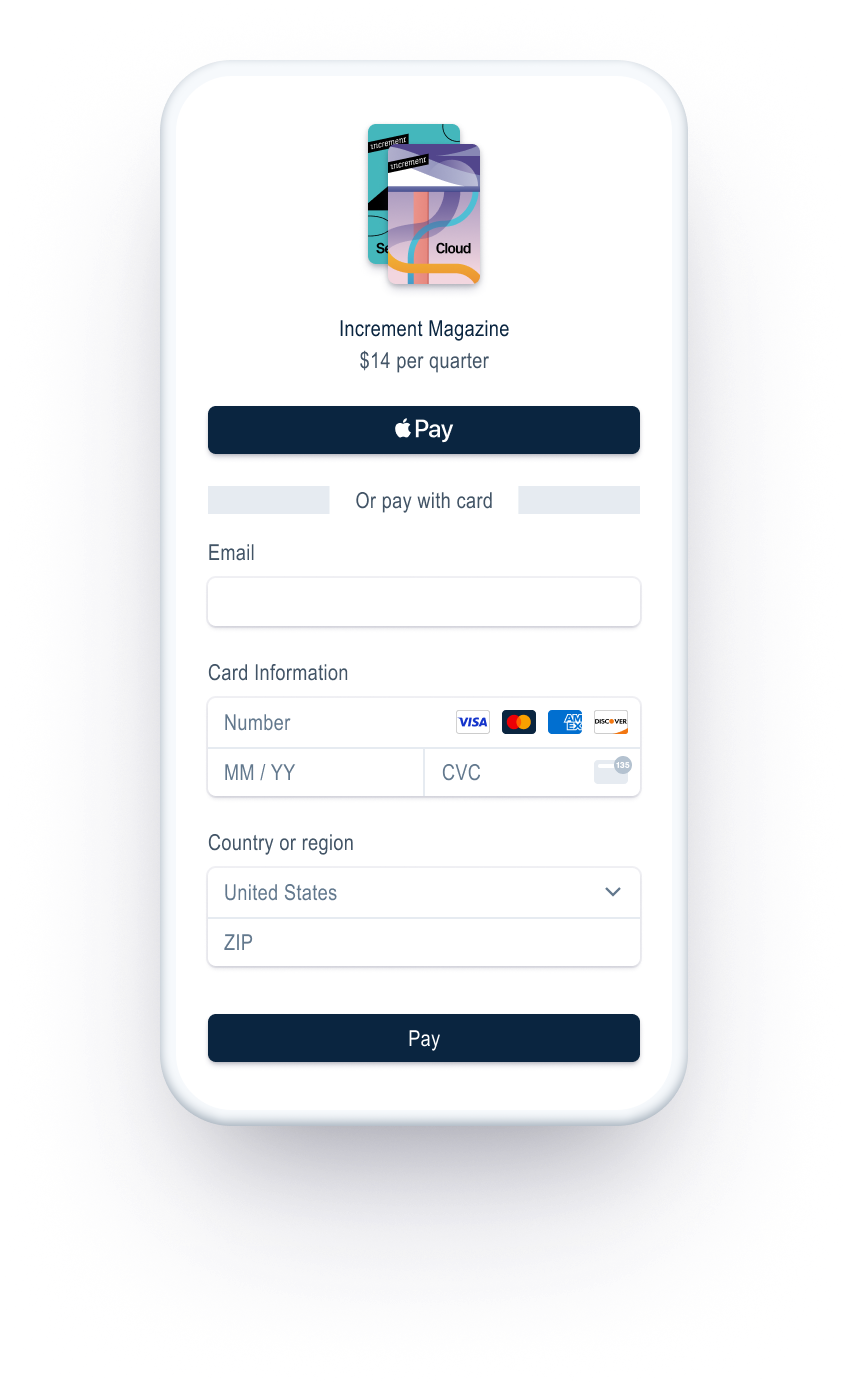 increment
increment
Se
Cloud
Increment Magazine
$14 per quarter
Pay
Or pay with card
Email
Card Information
Number
VISA
AMEX
DISCOVER
MM / YY
CVC
135
Country or region
United States
ZIP
Pay